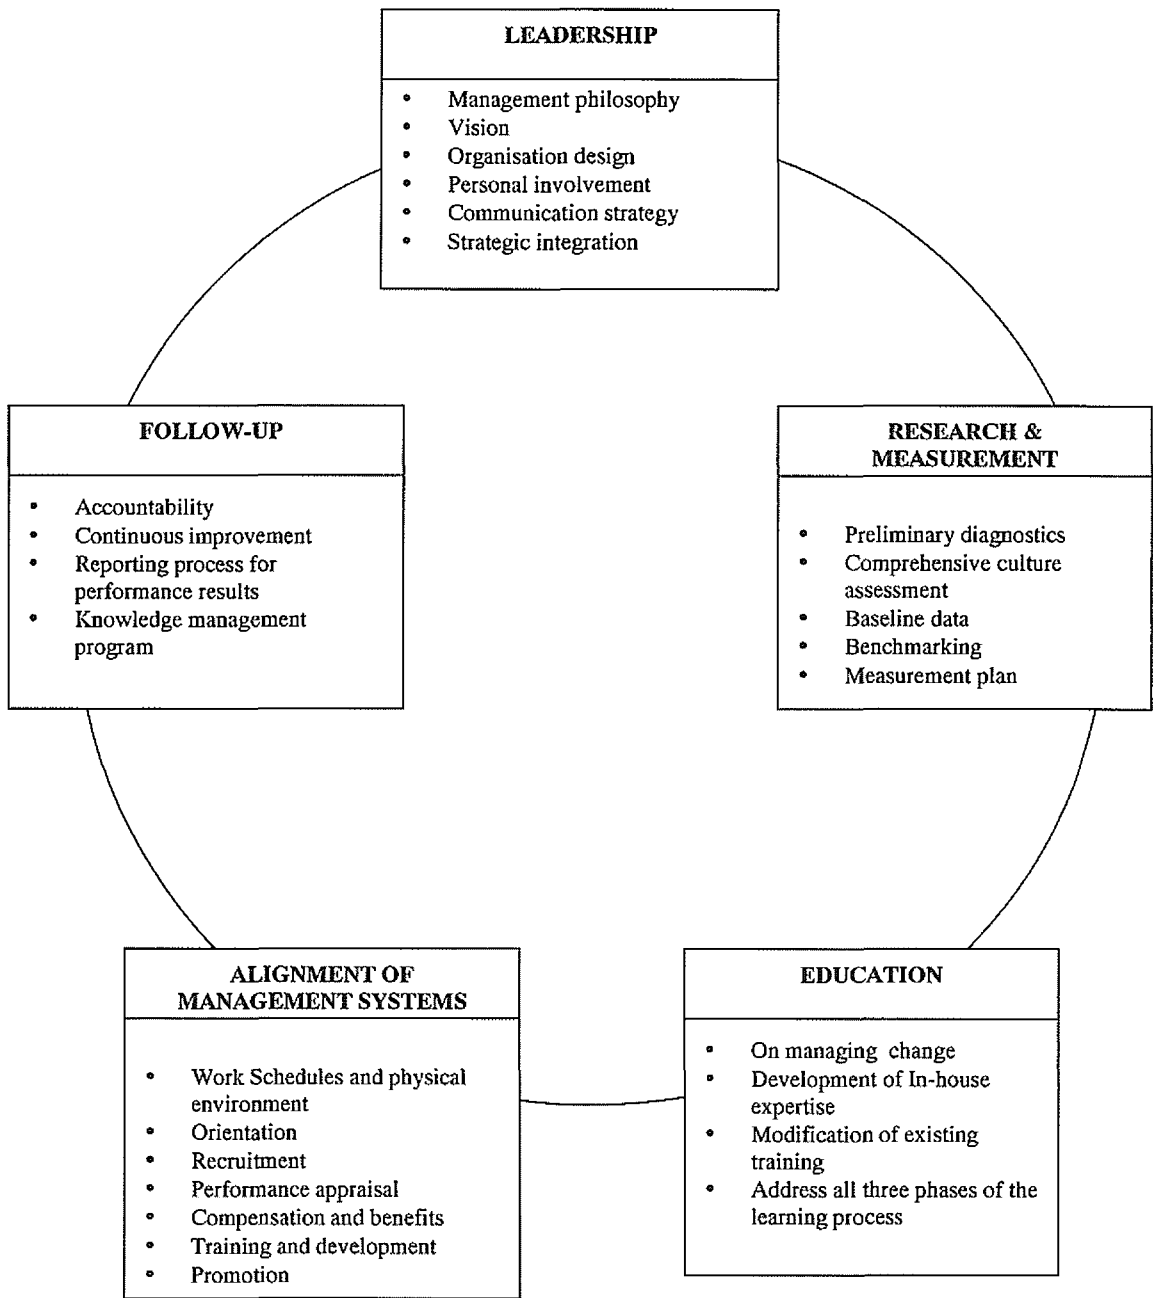 LEADERSHIP
• Management philosophy
• Vision
• Organisation design
• Personal involvement
• Communication strategy
• Strategic integration
FOLLOW-UP
• Accountability
• Continuous improvement
• Reporting process for
performance results
• Knowledge management
program
RESEARCH &
MEASUREMENT
• Preliminary diagnostics
• Comprehensive culture
assessment
• Baseline data
• Benchmarking
• Measurement plan
ALIGNMENT OF
MANAGEMENT SYSTEMS
• Work Schedules and physical
environment
• Orientation
• Recruitment
• Performance appraisal
• Compensation and benefits
• Training and development
• Promotion
EDUCATION
• On managing change
• Development of In-house
expertise
• Modification of existing
training
• Address all three phases of the
learning process